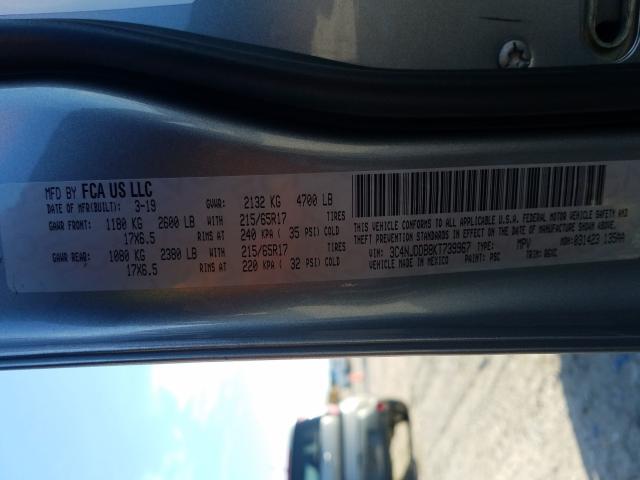 MFD BY FCA US LLC
DATE OF MFR(BUILT): 3-19 GVWR: 2132 KG 4700 LB
GAWR FRONT: 1180 KG 2600 LB WITH 215/65R17 TIRES
17X6.5 RIMS AT 240 KPA ( 35 PSI) COLD
GAWR REAR: 1080 KG 2380 LB WITH 215/65R17 TIRES
17X6.5 RIMS AT 220 KPA ( 32 PSI) COLD
THIS VEHICLE CONFORMS TO ALL APPLICABLE U.S.A. FEDERAL MOTOR VEHICLE SAFETY AND
THEFT PREVENTION STANDARDS IN EFFECT ON THE DATE OF MANUFACTURE SHOWN ABOVE.
VIN: 3C4NJDDB8KT739967 TYPE: MPV MDH: 031423 135AA
VEHICLE MADE IN MEXICO PAINT: PSC TRIM: